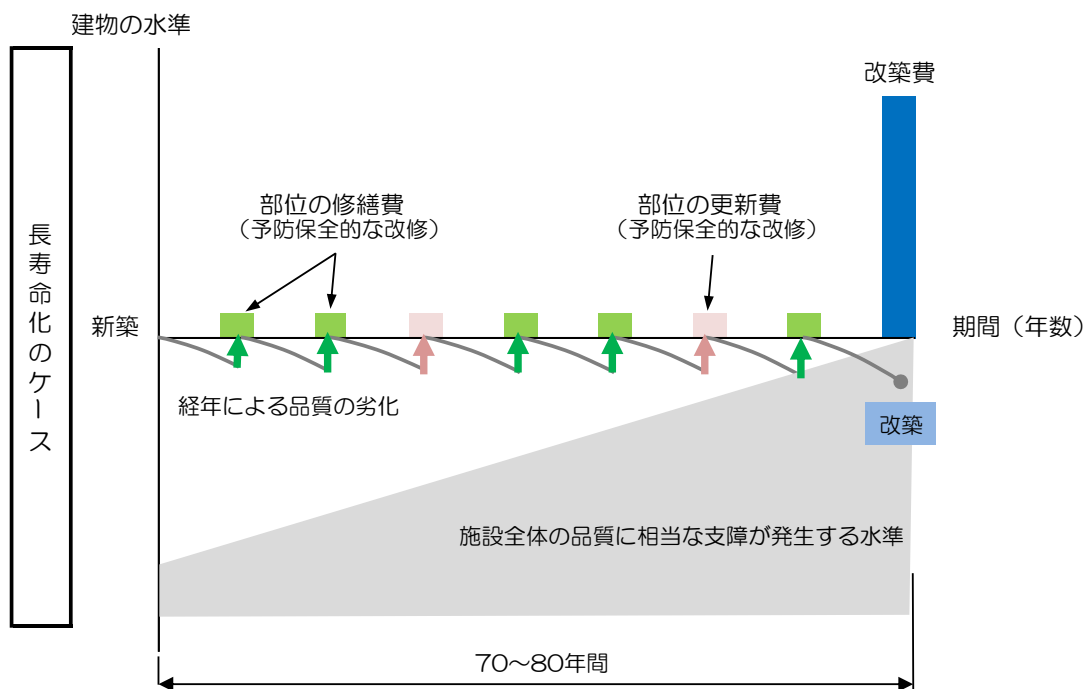 建物の水準
長寿命化のケース
改築費
部位の修繕費
（予防保全的な改修）
部位の更新費
（予防保全的な改修）
新築
期間（年数）
経年による品質の劣化
改築
施設全体の品質に相当な支障が発生する水準
70～80年間